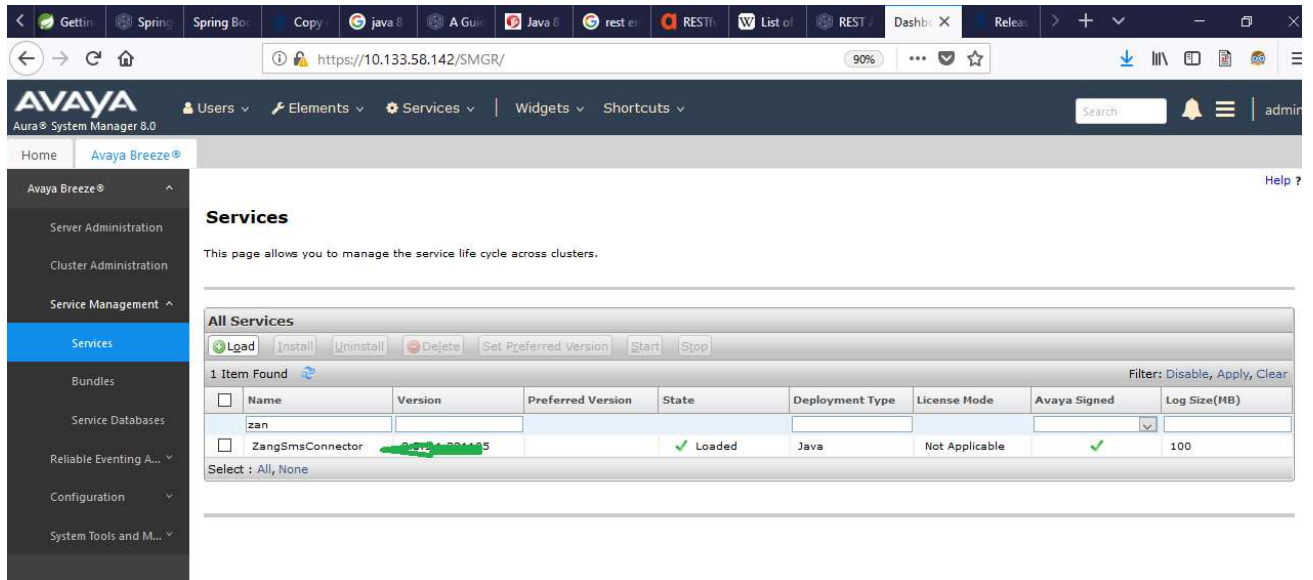 Gettin Spring Spring Bo Copy java 8 A Guid Java 8 rest er RESTfu List of REST / Dashbo Releas
https://10.133.58.142/SMGR/ 90%
AVAYA
Aura® System Manager 8.0
Users Elements Services Widgets Shortcuts Search admin
Home Avaya Breeze®
Help ?
Avaya Breeze®
Server Administration
Cluster Administration
Service Management
Services
Bundles
Service Databases
Reliable Eventing A...
Configuration
System Tools and M...
Services
This page allows you to manage the service life cycle across clusters.
All Services
Load Install Uninstall Delete Set Preferred Version Start Stop
1 Item Found Filter: Disable, Apply, Clear
Name Version Preferred Version State Deployment Type License Mode Avaya Signed Log Size(MB)
zan
ZangSmsConnector Loaded Java Not Applicable 100
Select : All, None